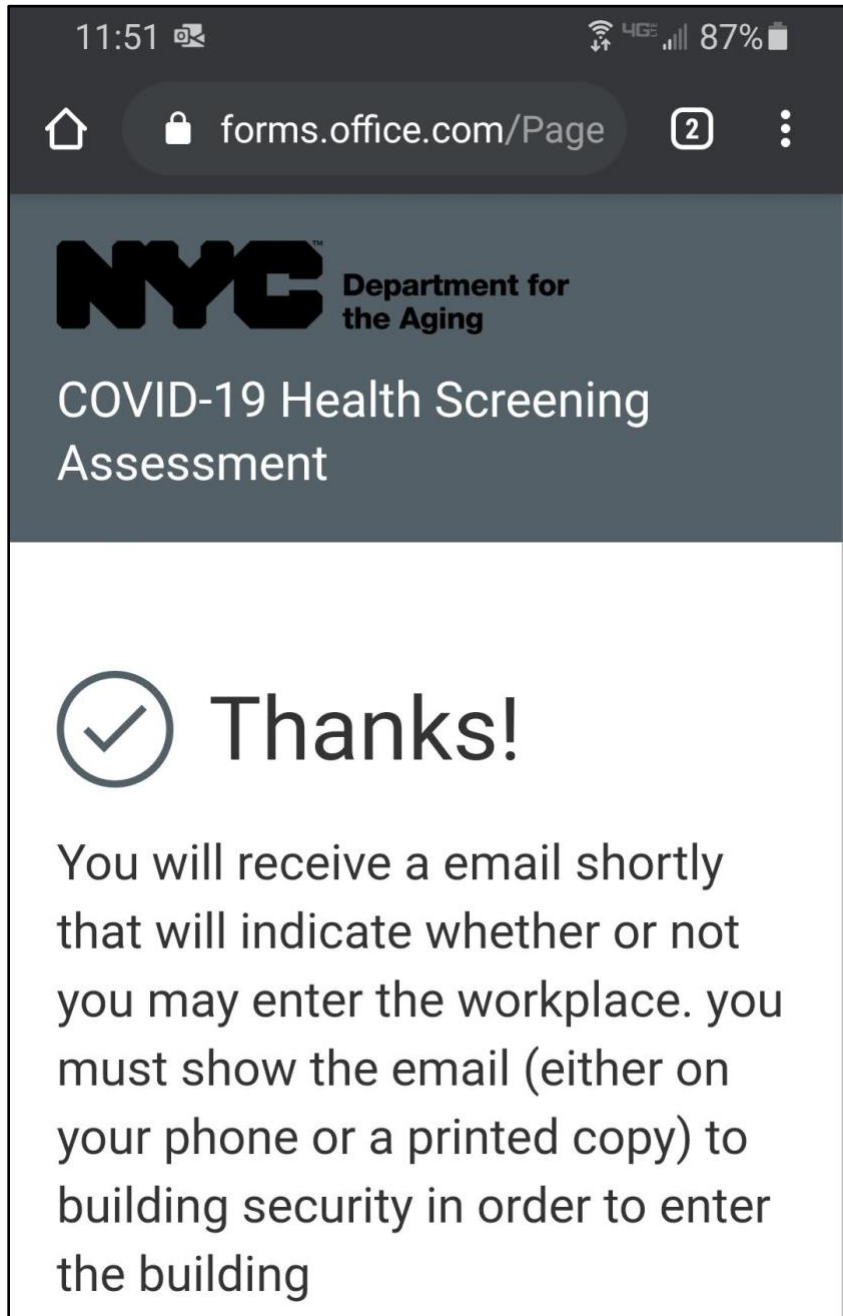 11:51 4GE 87%
forms.office.com/Page 2
NYC™ Department for
the Aging
COVID-19 Health Screening
Assessment
Thanks!
You will receive a email shortly
that will indicate whether or not
you may enter the workplace. you
must show the email (either on
your phone or a printed copy) to
building security in order to enter
the building